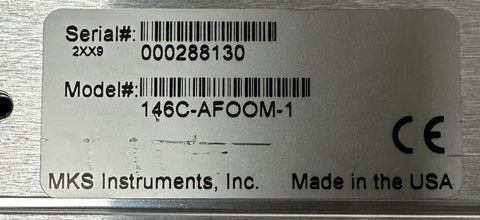 Serial#:
2XX9 000288130
Model#:
146C-AFOOM-1
CE
MKS Instruments, Inc. Made in the USA